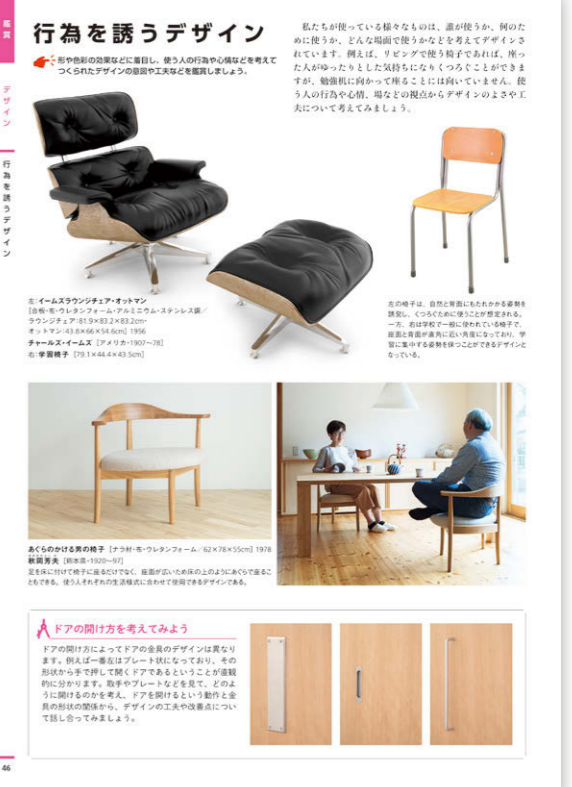 鑑賞
デザイン
行為を誘うデザイン
行為を誘うデザイン
形や色彩の効果などに着目し、使う人の行為や心情などを考えて
つくられたデザインの意図や工夫などを鑑賞しましょう。
私たちが使っている様々なものは、誰が使うか、何のた
めに使うか、どんな場面で使うかなどを考えてデザインさ
れています。例えば、リビングで使う椅子であれば、座っ
た人がゆったりとした気持ちになりくつろぐことができま
すが、勉強机に向かって座ることには向いていません。使
う人の行為や心情、場などの視点からデザインのよさや工
夫について考えてみましょう。
左:イームズラウンジチェア・オットマン
[合板・布・ウレタンフォーム・アルミニウム・ステンレス鋼/
ラウンジチェア:81.9×83.2×83.2cm・
オットマン:43.8×66×54.6cm] 1956
チャールズ・イームズ [アメリカ・1907〜78]
右:学習椅子 [79.1×44.4×43.5cm]
左の椅子は、自然と背面にもたれかかる姿勢を
誘発し、くつろぐために使うことが想定される。
一方、右は学校で一般に使われている椅子で、
座面と背面が直角に近い角度になっており、学
習に集中する姿勢を保つことができるデザインと
なっている。
あぐらのかける男の椅子 [ナラ材・布・ウレタンフォーム/62×78×55cm] 1978
秋岡芳夫 [熊本県・1920〜97]
足を床に付けて椅子に座るだけでなく、座面が広いため床の上のようにあぐらで座るこ
ともできる。使う人それぞれの生活様式に合わせて使用できるデザインである。
ドアの開け方を考えてみよう
ドアの開け方によってドアの金具のデザインは異なり
ます。例えば一番左はプレート状になっており、その
形状から手で押して開くドアであるということが直観
的に分かります。取手やプレートなどを見て、どのよ
うに開けるのかを考え、ドアを開けるという動作と金
具の形状の関係から、デザインの工夫や改善点につい
て話し合ってみましょう。
46